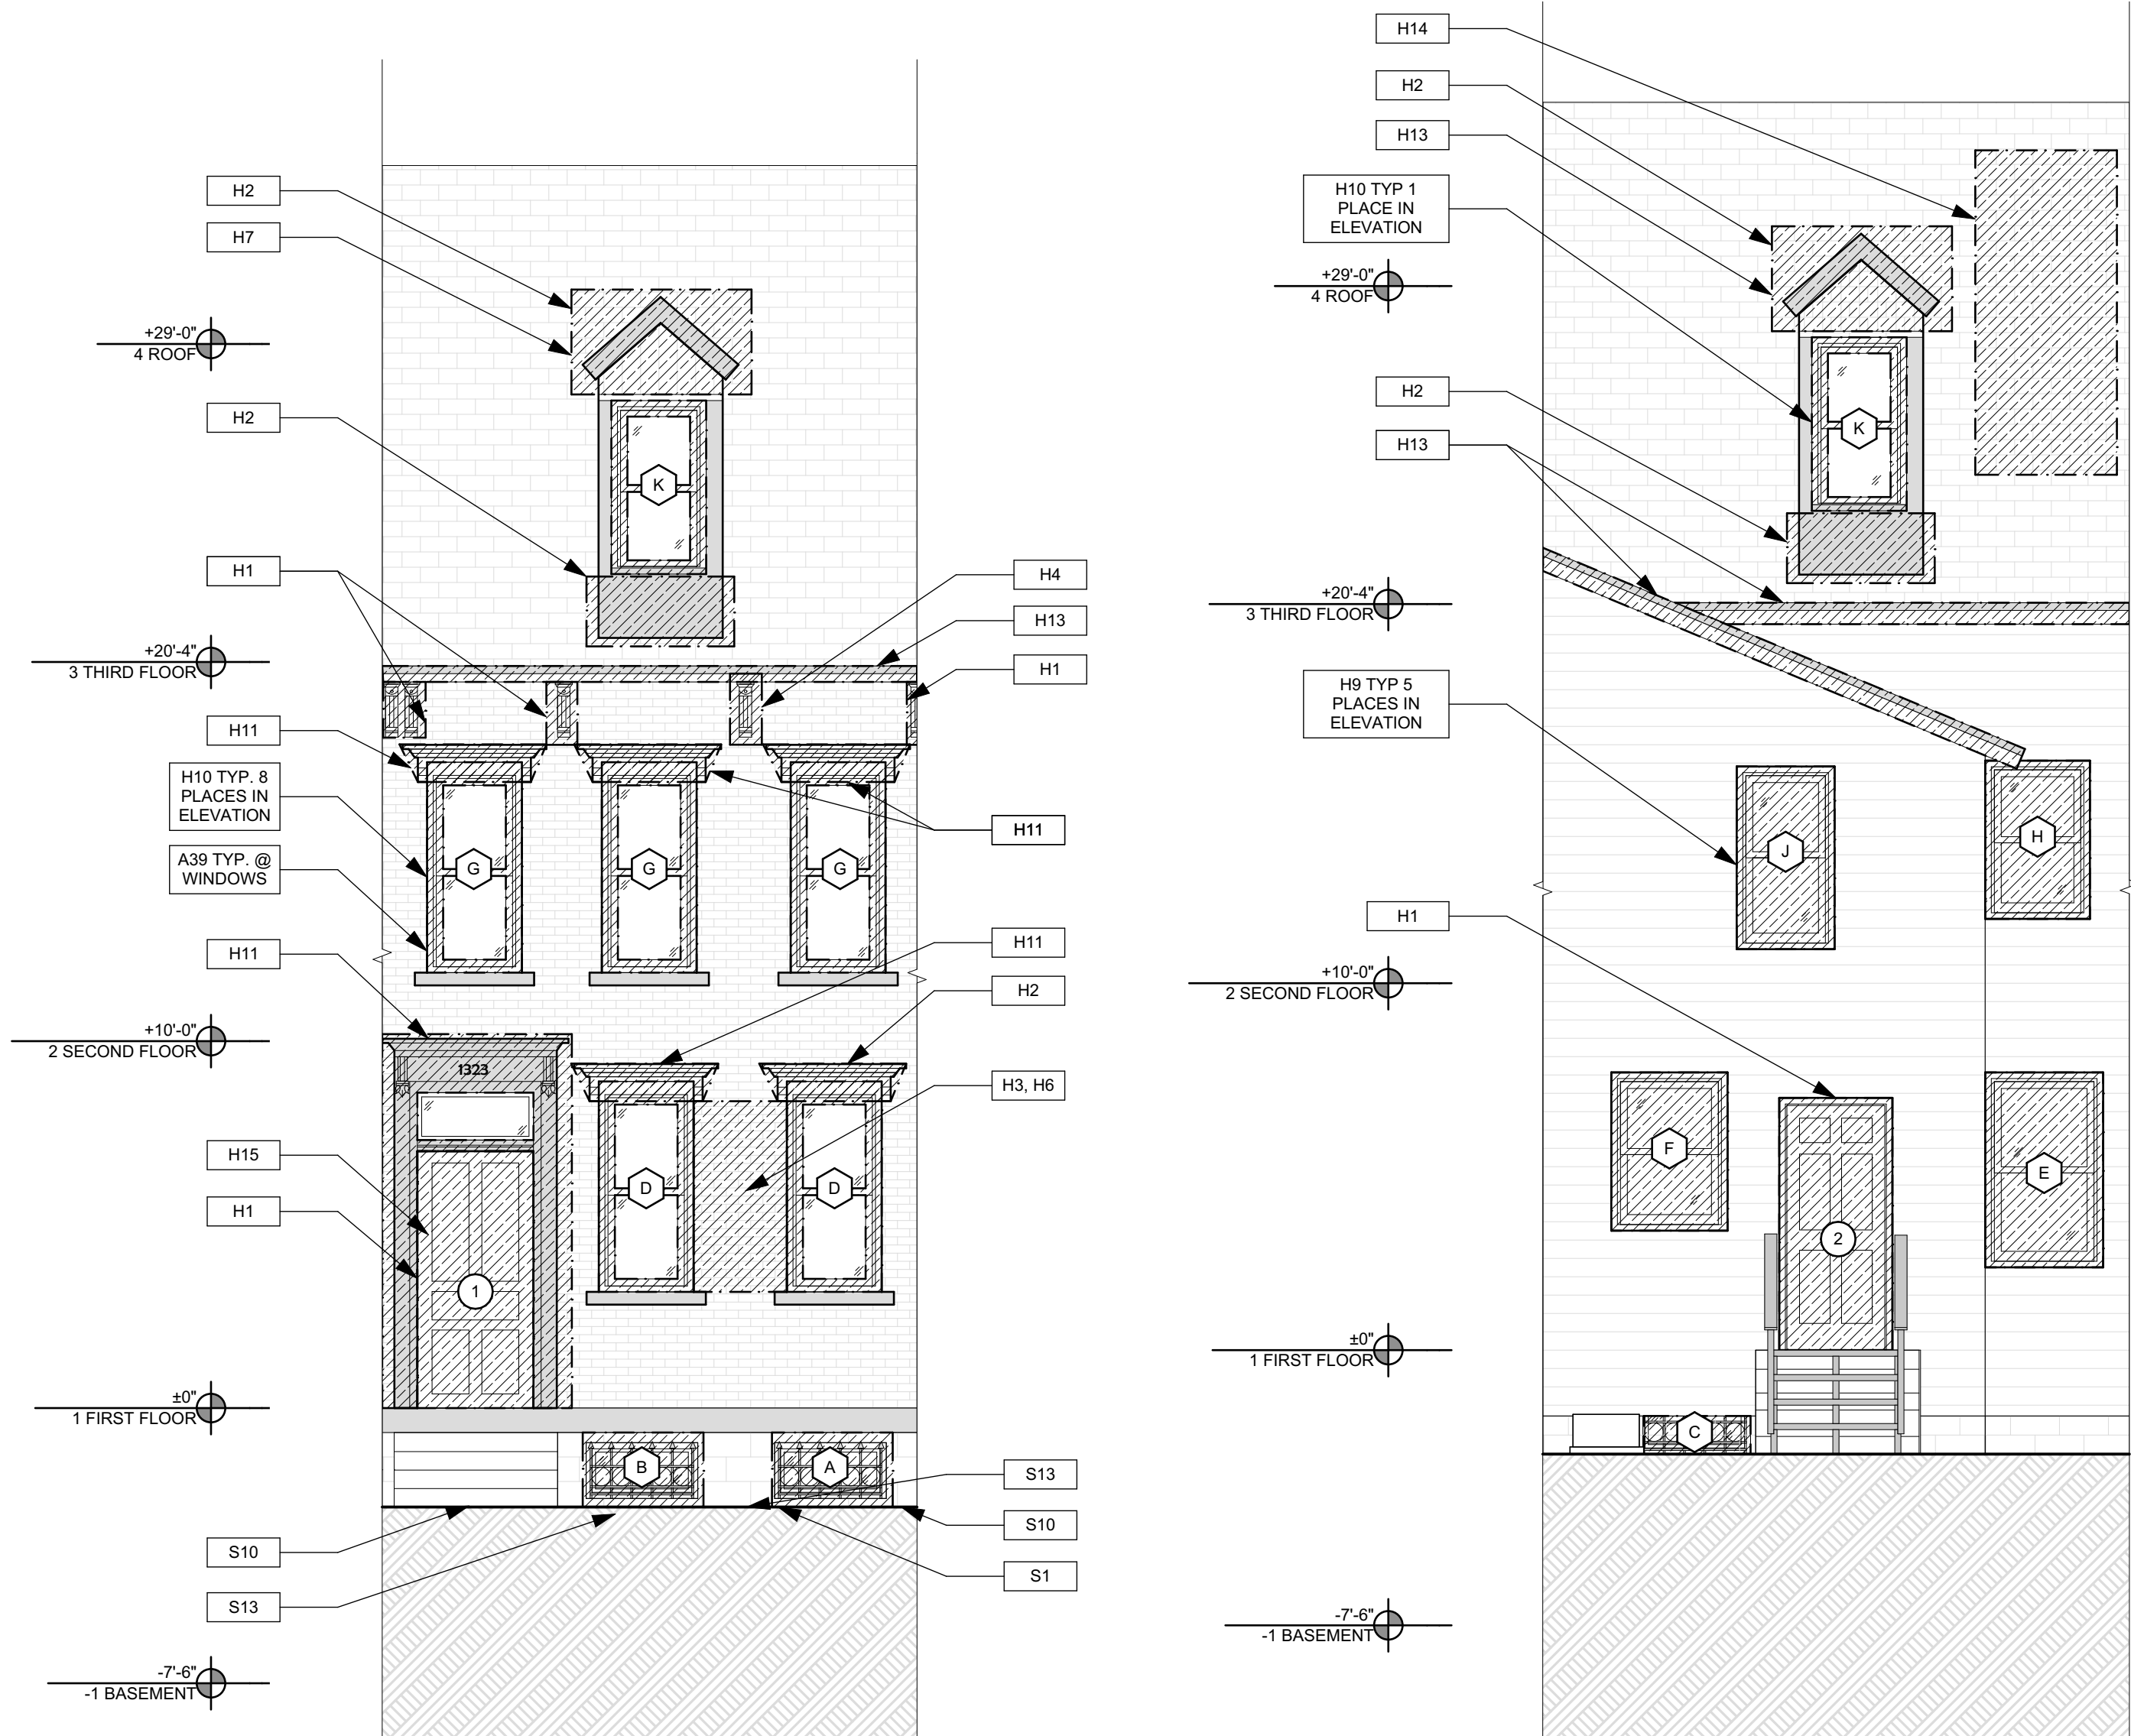 H2
H7
+29'-0"
4 ROOF
H2
K
H1
H4
H13
+20'-4"
3 THIRD FLOOR
H1
H11
H10 TYP. 8
PLACES IN
ELEVATION
H11
A39 TYP. @
WINDOWS
G
G
G
H11
H11
H2
+10'-0"
2 SECOND FLOOR
1323
H3, H6
H15
D
D
H1
1
±0"
1 FIRST FLOOR
B
A
S13
S10
S10
S1
S13
-7'-6"
-1 BASEMENT
H14
H2
H13
H10 TYP 1
PLACE IN
ELEVATION
+29'-0"
4 ROOF
H2
K
H13
+20'-4"
3 THIRD FLOOR
H9 TYP 5
PLACES IN
ELEVATION
J
H
H1
+10'-0"
2 SECOND FLOOR
F
E
2
±0"
1 FIRST FLOOR
C
-7'-6"
-1 BASEMENT